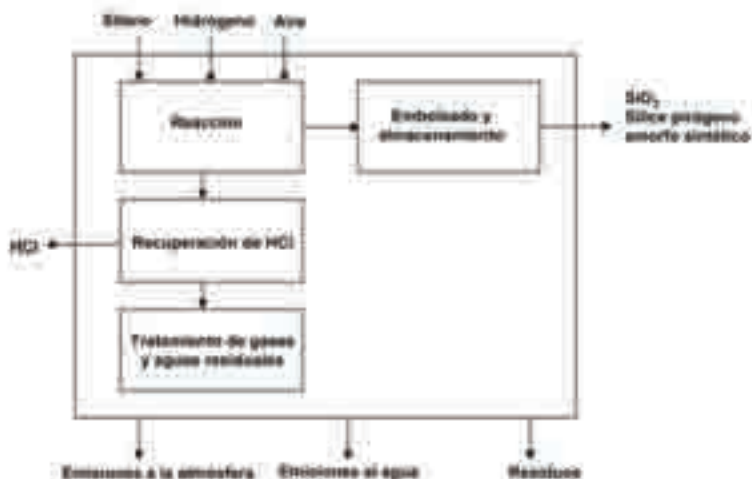 Silano Hidrógeno Aire
Reacción
Embolsado y
almacenamiento
SiO₂
Sílice pirógena
amorfa sintética
HCl
Recuperación de HCl
Tratamiento de gases
y aguas residuales
Emisiones a la atmósfera Emisiones al agua Residuos